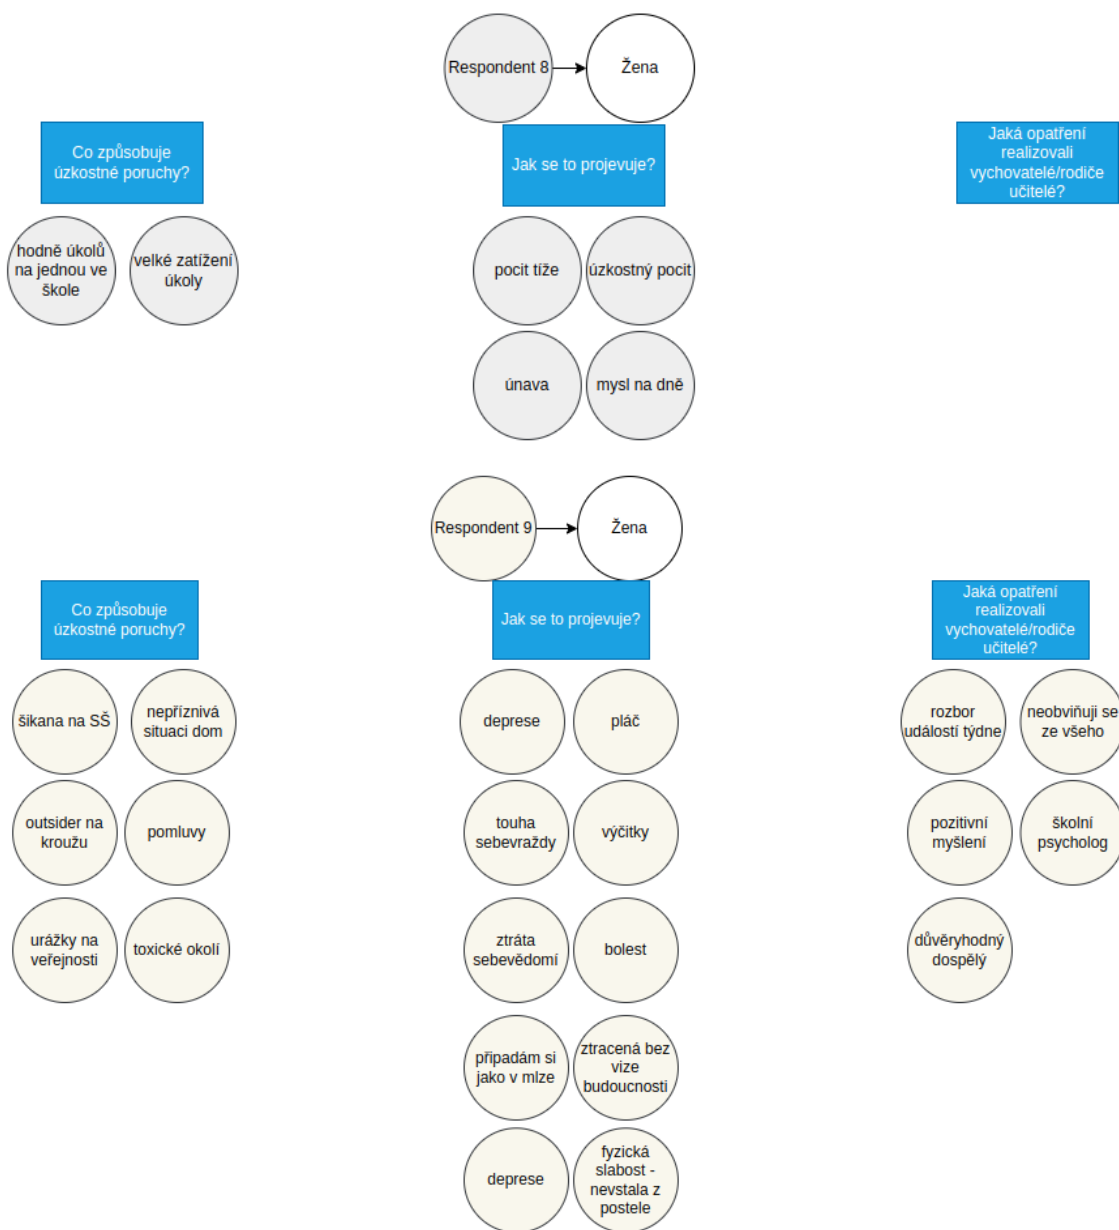 Respondent 8
Žena
Co způsobuje
úzkostné poruchy?
Jak se to projevuje?
Jaká opatření
realizovali
vychovatelé/rodiče
učitelé?
hodně úkolů
na jednou ve
škole
velké zatížení
úkoly
pocit tíže
úzkostný pocit
únava
mysl na dně
Respondent 9
Žena
Co způsobuje
úzkostné poruchy?
Jak se to projevuje?
Jaká opatření
realizovali
vychovatelé/rodiče
učitelé?
šikana na SŠ
nepříznivá
situaci dom
deprese
pláč
rozbor
událostí týdne
neobviňuji se
ze všeho
outsider na
kroužu
pomluvy
touha
sebevraždy
výčitky
pozitivní
myšlení
školní
psycholog
urážky na
veřejnosti
toxické okolí
ztráta
sebevědomí
bolest
důvěryhodný
dospělý
připadám si
jako v mlze
ztracená bez
vize
budoucnosti
deprese
fyzická
slabost -
nevstala z
postele